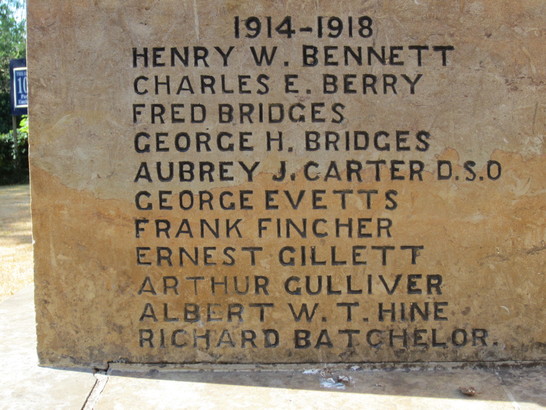 1914-1918
HENRY W. BENNETT
CHARLES E. BERRY
FRED BRIDGES
GEORGE H. BRIDGES
AUBREY J. CARTER D.S.O
GEORGE EVETTS
FRANK FINCHER
ERNEST GILLETT
ARTHUR GULLIVER
ALBERT W. T. HINE
RICHARD BATCHELOR.